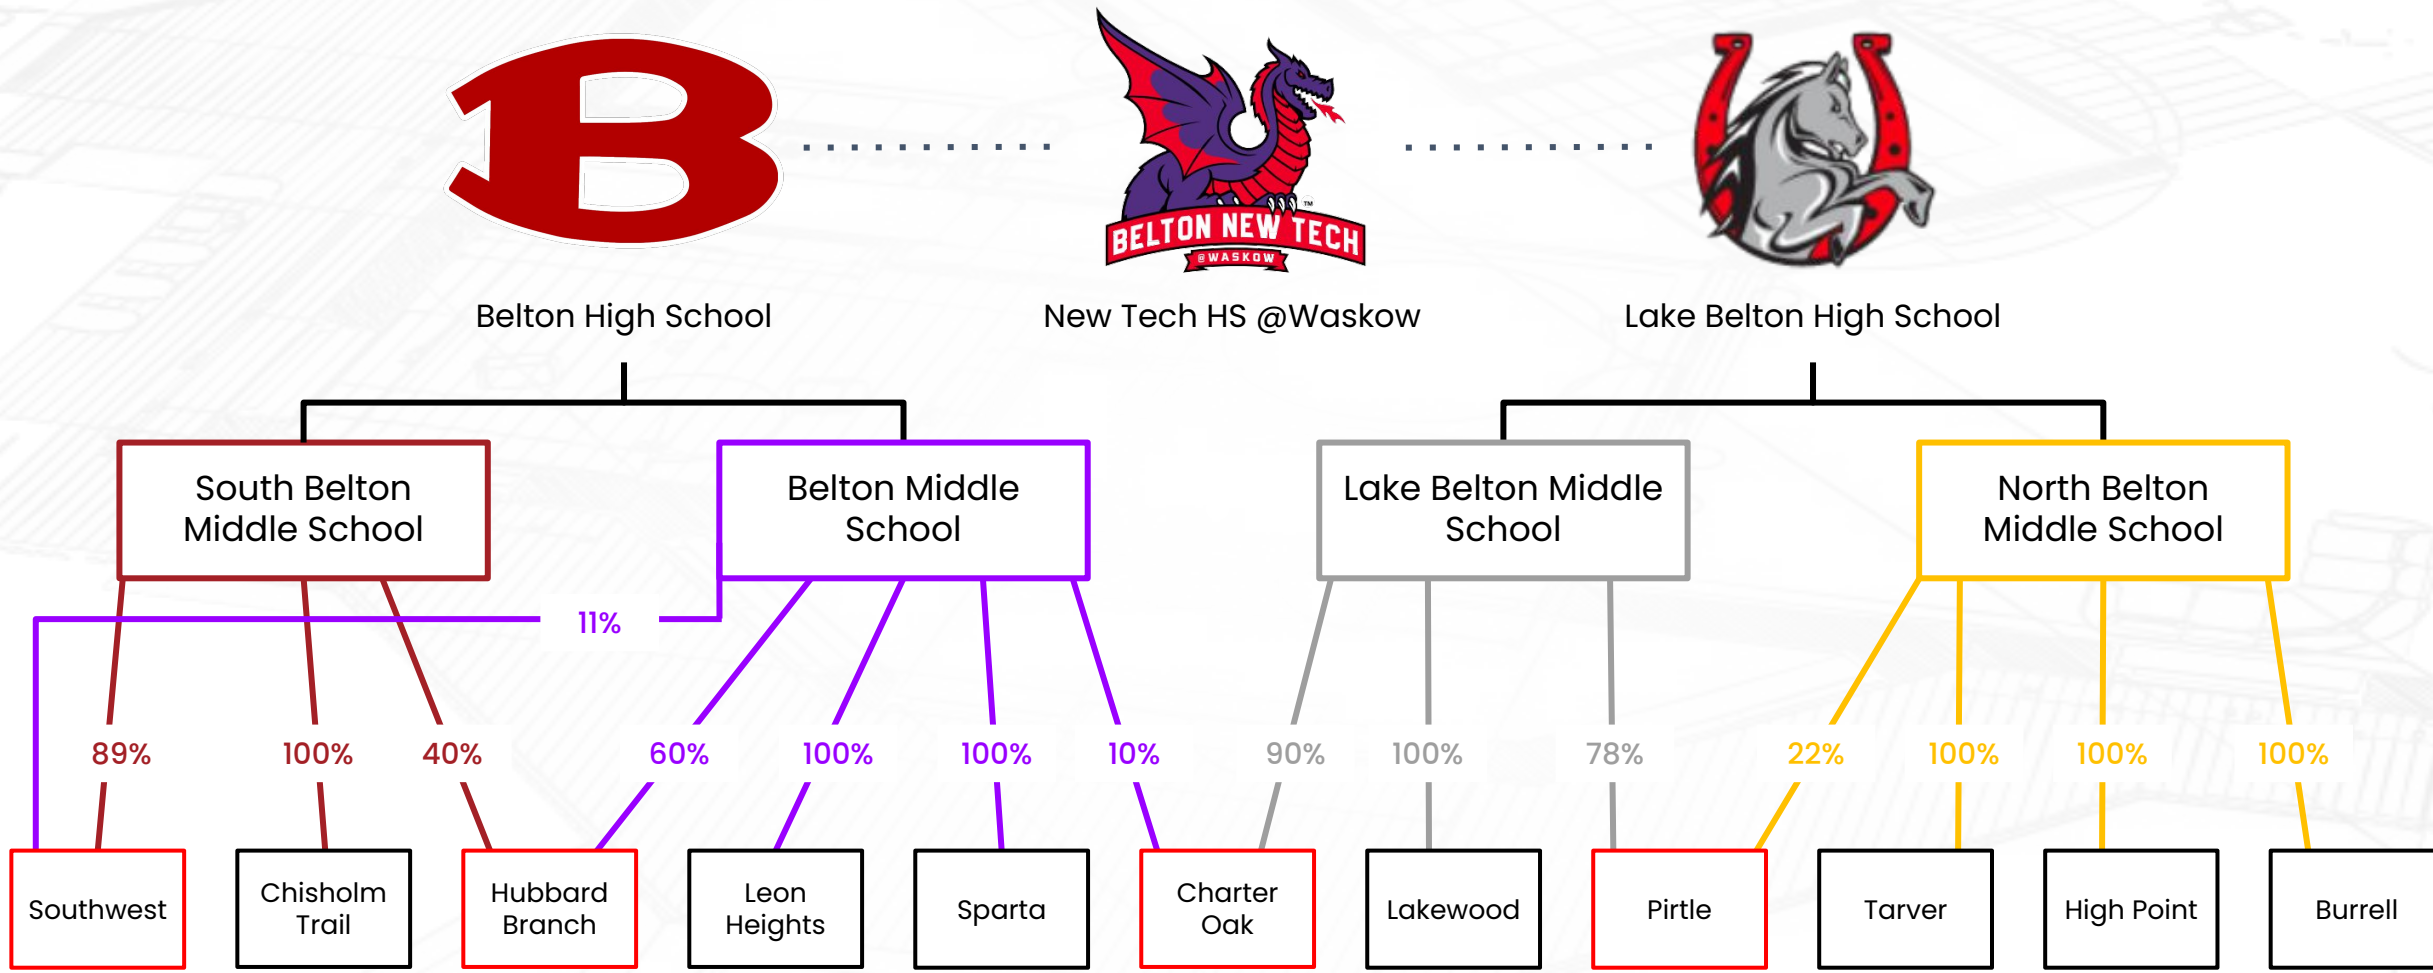 B
BELTON NEW TECH
™
@WASKOW
Belton High School
New Tech HS @Waskow
Lake Belton High School
South Belton
Middle School
Belton Middle
School
Lake Belton Middle
School
North Belton
Middle School
11%
89%
100%
40%
60%
100%
100%
10%
90%
100%
78%
22%
100%
100%
100%
Southwest
Chisholm
Trail
Hubbard
Branch
Leon
Heights
Sparta
Charter
Oak
Lakewood
Pirtle
Tarver
High Point
Burrell